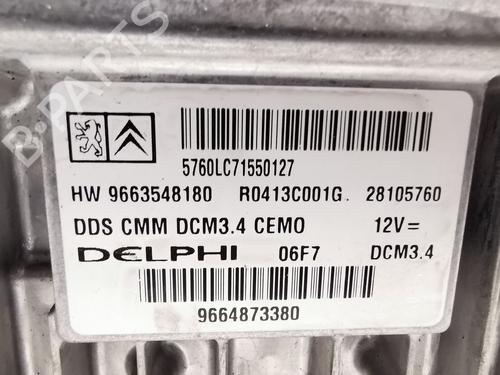 B-PARTS
5760LC71550127
HW 9663548180 R0413C001G. 28105760
DDS CMM DCM3.4 CEMO 12V=
DELPHI 06F7 DCM3.4
9664873380